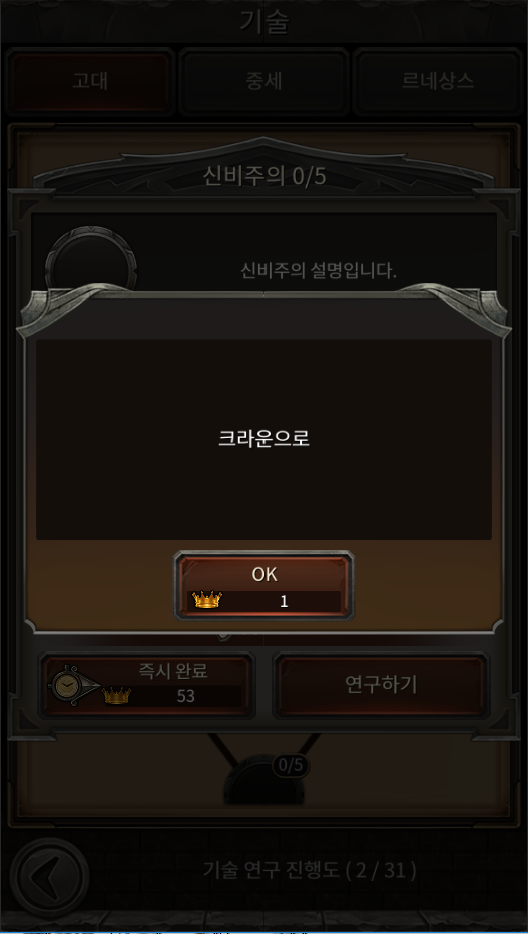 기술
고대
중세
르네상스
신비주의 0/5
신비주의 설명입니다.
크라운으로
OK
1
즉시 완료
53
연구하기
0/5
기술 연구 진행도 ( 2 / 31 )